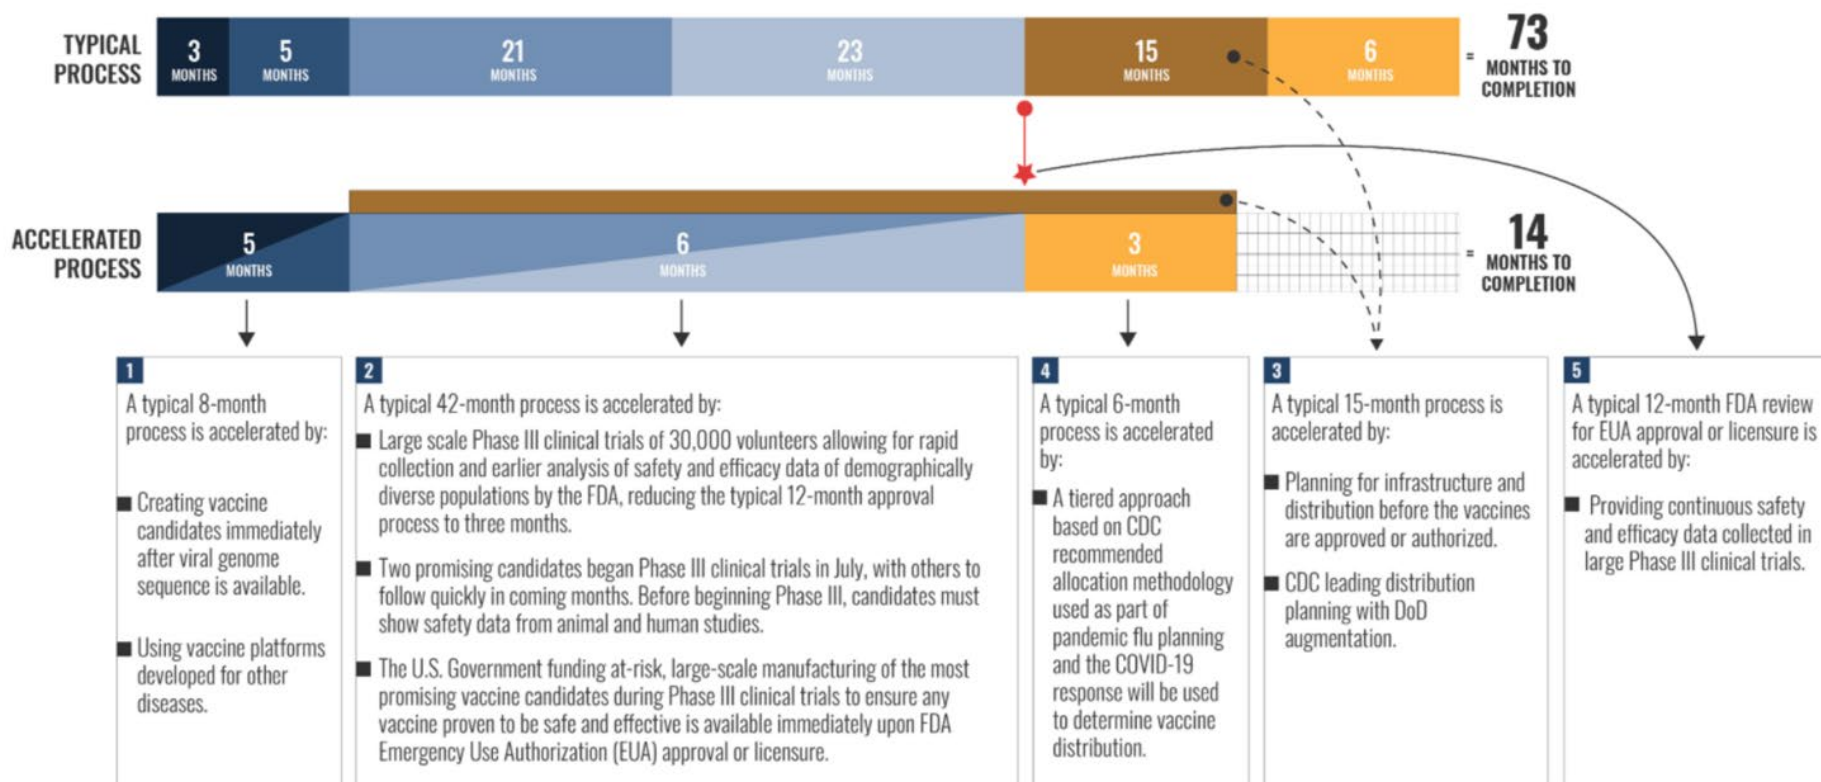 TYPICAL
PROCESS
3
MONTHS
5
MONTHS
21
MONTHS
23
MONTHS
15
MONTHS
6
MONTHS
=
73
MONTHS TO
COMPLETION
ACCELERATED
PROCESS
5
MONTHS
6
MONTHS
3
MONTHS
=
14
MONTHS TO
COMPLETION
1
A typical 8-month
process is accelerated by:
■ Creating vaccine
candidates immediately
after viral genome
sequence is available.
■ Using vaccine platforms
developed for other
diseases.
2
A typical 42-month process is accelerated by:
■ Large scale Phase III clinical trials of 30,000 volunteers allowing for rapid
collection and earlier analysis of safety and efficacy data of demographically
diverse populations by the FDA, reducing the typical 12-month approval
process to three months.
■ Two promising candidates began Phase III clinical trials in July, with others to
follow quickly in coming months. Before beginning Phase III, candidates must
show safety data from animal and human studies.
■ The U.S. Government funding at-risk, large-scale manufacturing of the most
promising vaccine candidates during Phase III clinical trials to ensure any
vaccine proven to be safe and effective is available immediately upon FDA
Emergency Use Authorization (EUA) approval or licensure.
4
A typical 6-month
process is accelerated
by:
■ A tiered approach
based on CDC
recommended
allocation methodology
used as part of
pandemic flu planning
and the COVID-19
response will be used
to determine vaccine
distribution.
3
A typical 15-month process is
accelerated by:
■ Planning for infrastructure and
distribution before the vaccines
are approved or authorized.
■ CDC leading distribution
planning with DoD
augmentation.
5
A typical 12-month FDA review
for EUA approval or licensure is
accelerated by:
■ Providing continuous safety
and efficacy data collected in
large Phase III clinical trials.